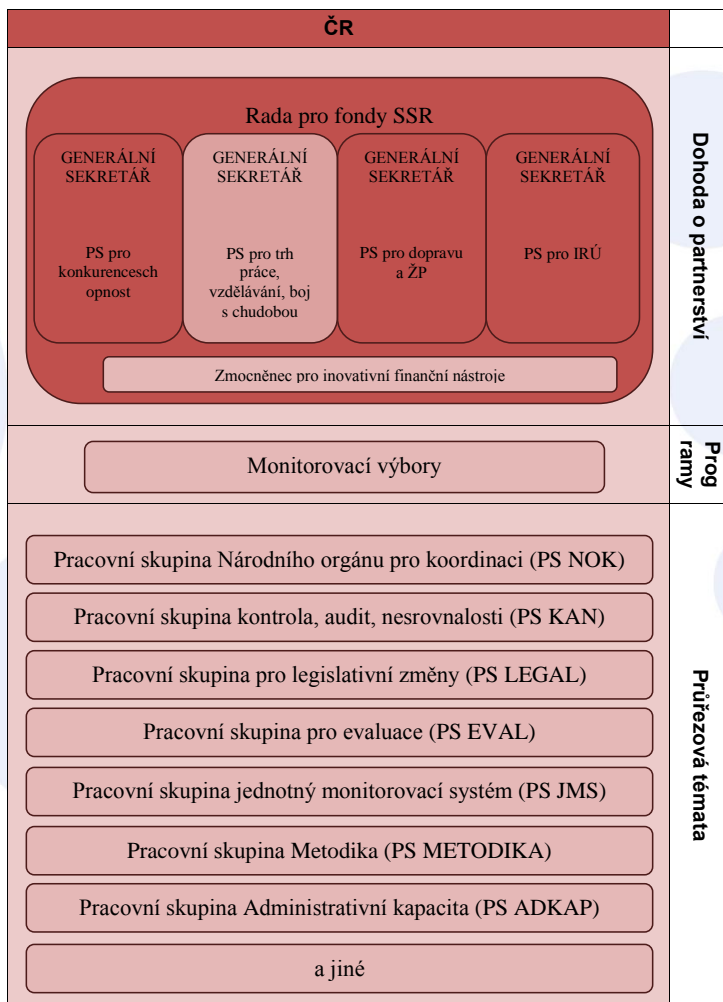 ČR
Rada pro fondy SSR
GENERÁLNÍ
SEKRETÁŘ
PS pro
konkurencesch
opnost
GENERÁLNÍ
SEKRETÁŘ
PS pro trh
práce,
vzdělávání, boj
s chudobou
GENERÁLNÍ
SEKRETÁŘ
PS pro dopravu
a ŽP
GENERÁLNÍ
SEKRETÁŘ
PS pro IRÚ
Zmocněnec pro inovativní finanční nástroje
Dohoda o partnerství
Monitorovací výbory
Prog
ramy
Pracovní skupina Národního orgánu pro koordinaci (PS NOK)
Pracovní skupina kontrola, audit, nesrovnalosti (PS KAN)
Pracovní skupina pro legislativní změny (PS LEGAL)
Pracovní skupina pro evaluace (PS EVAL)
Pracovní skupina jednotný monitorovací systém (PS JMS)
Pracovní skupina Metodika (PS METODIKA)
Pracovní skupina Administrativní kapacita (PS ADKAP)
a jiné
Průřezová témata